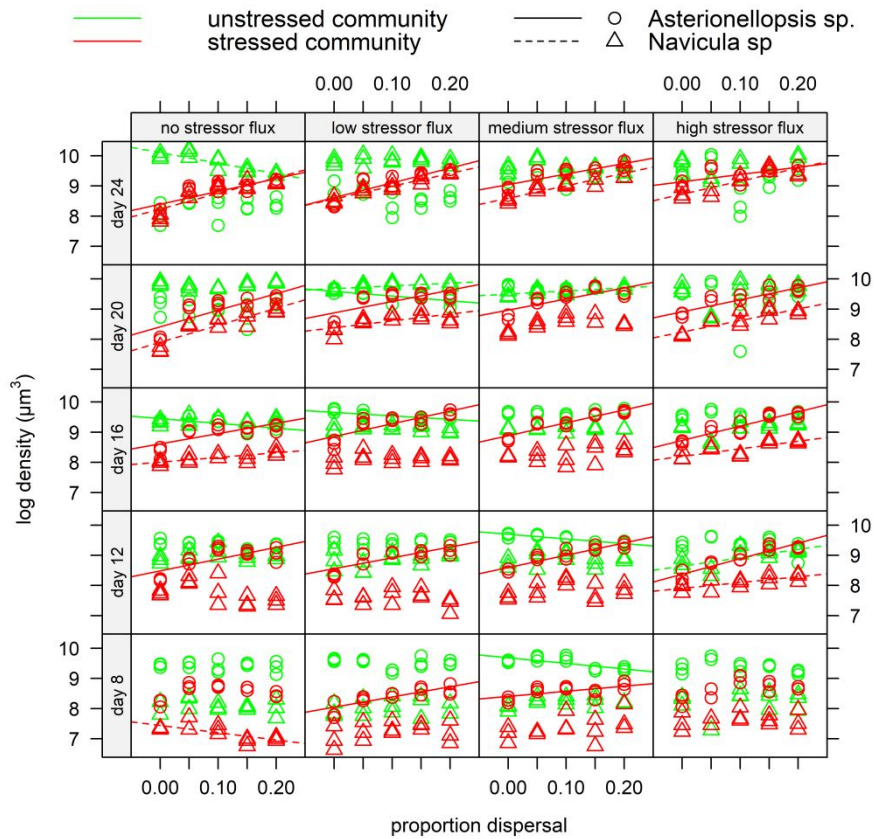 unstressed community Asterionellopsis sp.
stressed community Navicula sp
0.00 0.10 0.20 0.00 0.10 0.20
no stressor flux low stressor flux medium stressor flux high stressor flux
day 24
10
9
8
7
day 20
10
9
8
7
day 16
10
9
8
7
day 12
10
9
8
7
day 8
10
9
8
7
0.00 0.10 0.20 0.00 0.10 0.20
log density (µm³)
proportion dispersal